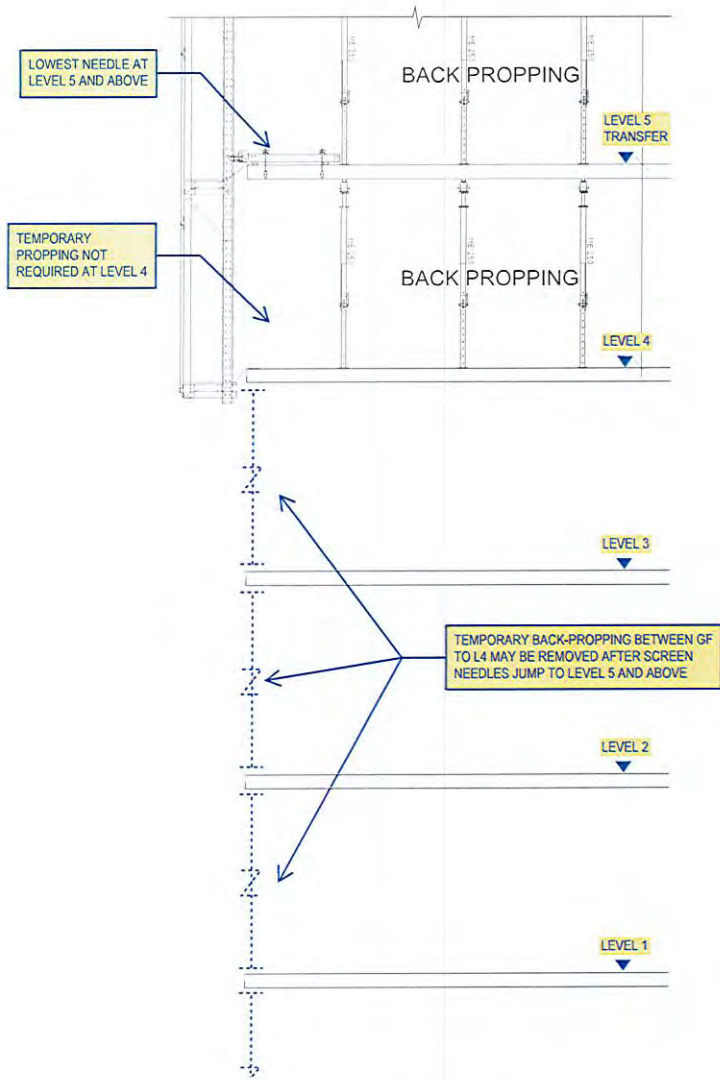 LOWEST NEEDLE AT
LEVEL 5 AND ABOVE
BACK PROPPING
LEVEL 5
TRANSFER
TEMPORARY
PROPPING NOT
REQUIRED AT LEVEL 4
BACK PROPPING
LEVEL 4
LEVEL 3
TEMPORARY BACK-PROPPING BETWEEN GF
TO L4 MAY BE REMOVED AFTER SCREEN
NEEDLES JUMP TO LEVEL 5 AND ABOVE
LEVEL 2
LEVEL 1